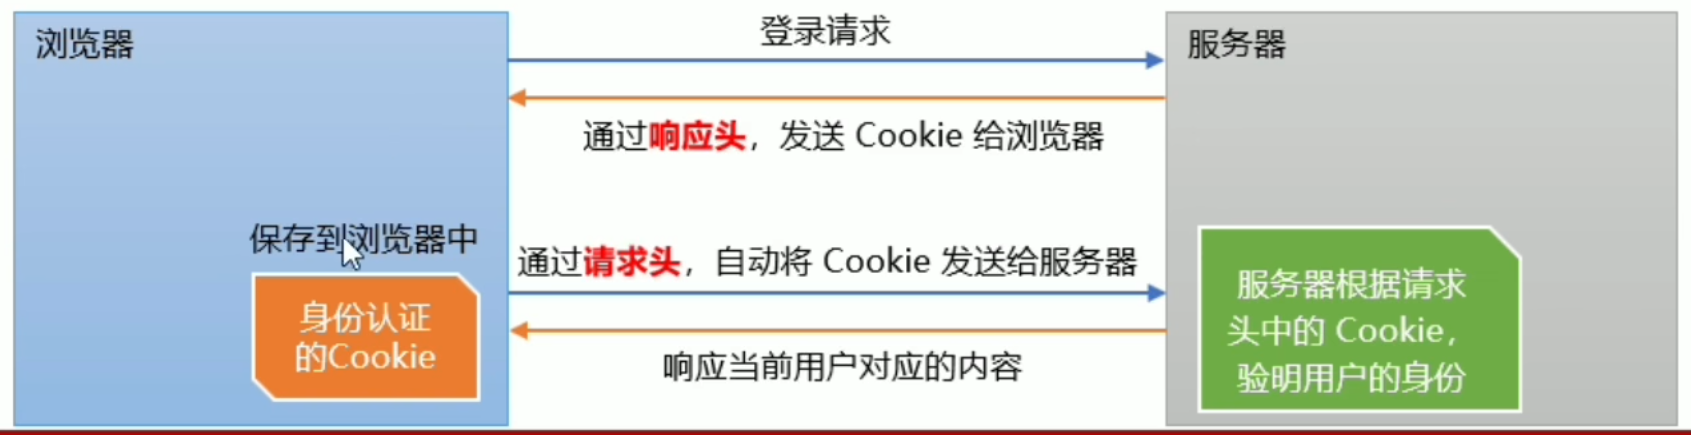 浏览器
登录请求
服务器
通过响应头，发送 Cookie 给浏览器
保存到浏览器中
通过请求头，自动将 Cookie 发送给服务器
身份认证
的Cookie
服务器根据请求
头中的 Cookie，
验明用户的身份
响应当前用户对应的内容